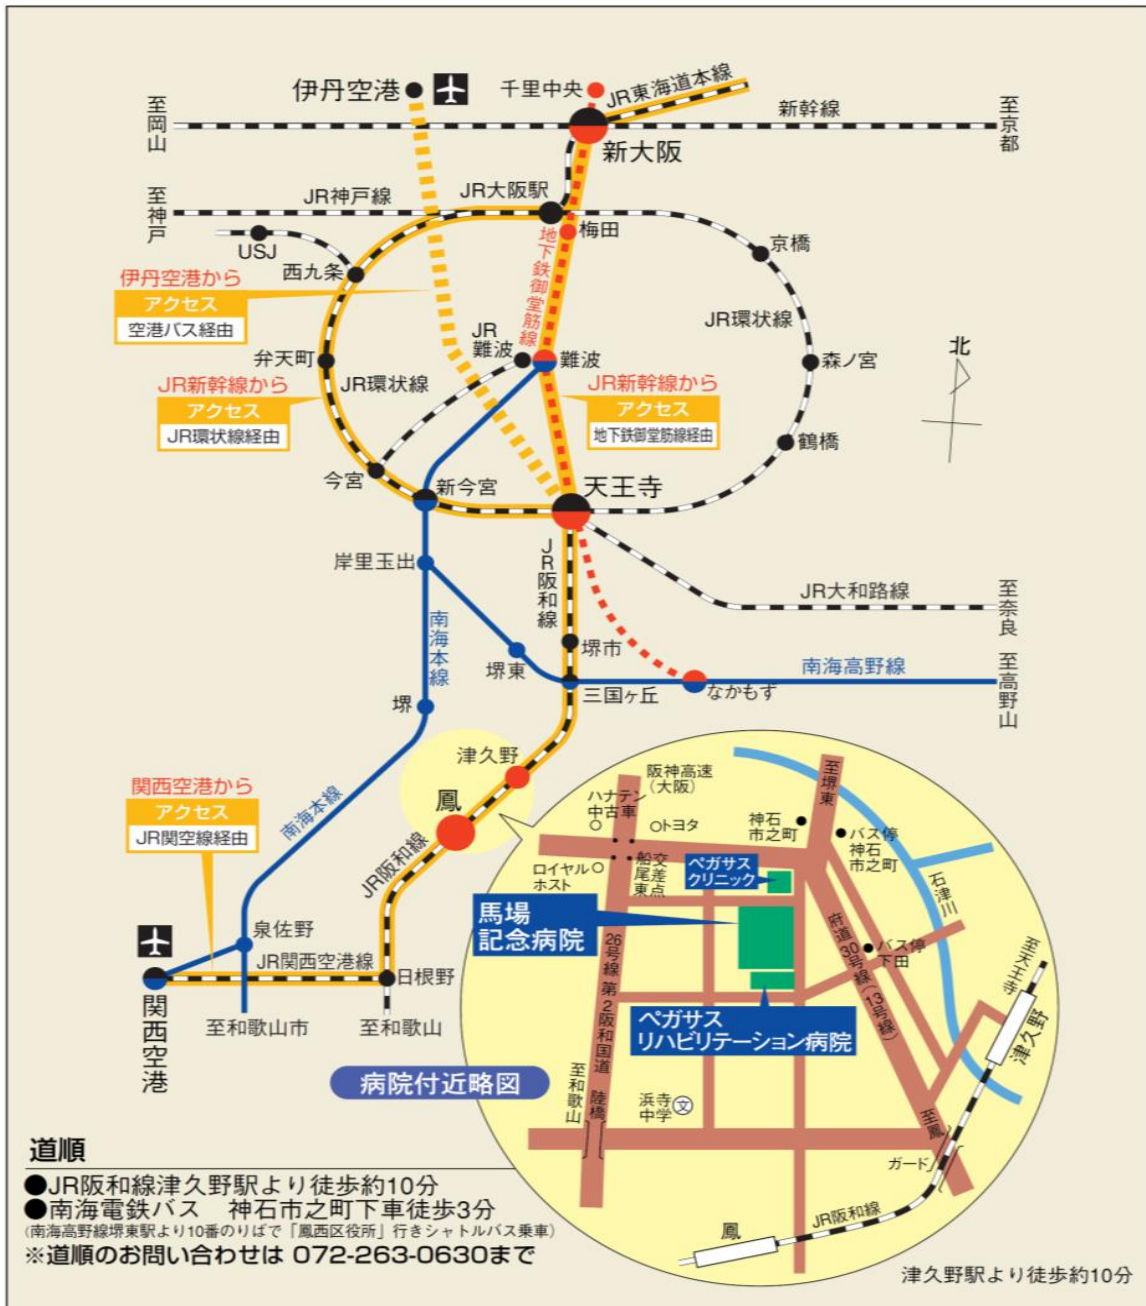 伊丹空港
千里中央
JR東海道本線
至岡山
新幹線
至京都
新大阪
JR大阪駅
至神戸
JR神戸線
USJ
梅田
京橋
西九条
地下鉄御堂筋線
伊丹空港から
アクセス
空港バス経由
JR環状線
JR難波
難波
弁天町
JR環状線
森ノ宮
北
JR新幹線から
アクセス
JR環状線経由
JR新幹線から
アクセス
地下鉄御堂筋線経由
鶴橋
今宮
新今宮
天王寺
岸里玉出
JR阪和線
JR大和路線
至奈良
南海本線
堺東
堺市
南海高野線
至高野山
三国ヶ丘
なかもず
堺
津久野
鳳
関西空港から
アクセス
JR関空線経由
南海本線
JR阪和線
泉佐野
JR関西空港線
日根野
関西空港
至和歌山市
至和歌山
阪神高速
(大阪)
ハナテン
中古車
トヨタ
神石
市之町
至堺東
バス停
神石
市之町
ロイヤル
ホスト
船尾東
交差点
ペガサス
クリニック
石津川
馬場
記念病院
26号線 第2阪和国道
府道30号線(13号線)
バス停
下田
至天王寺
津久野
ペガサス
リハビリテーション病院
病院付近略図
至和歌山
陸橋
浜寺
中学
文
至鳳
ガード
JR阪和線
鳳
津久野駅より徒歩約10分
道順
●JR阪和線津久野駅より徒歩約10分
●南海電鉄バス 神石市之町下車徒歩3分
(南海高野線堺東駅より10番のりばで「鳳西区役所」行きシャトルバス乗車)
※道順のお問い合わせは 072-263-0630まで